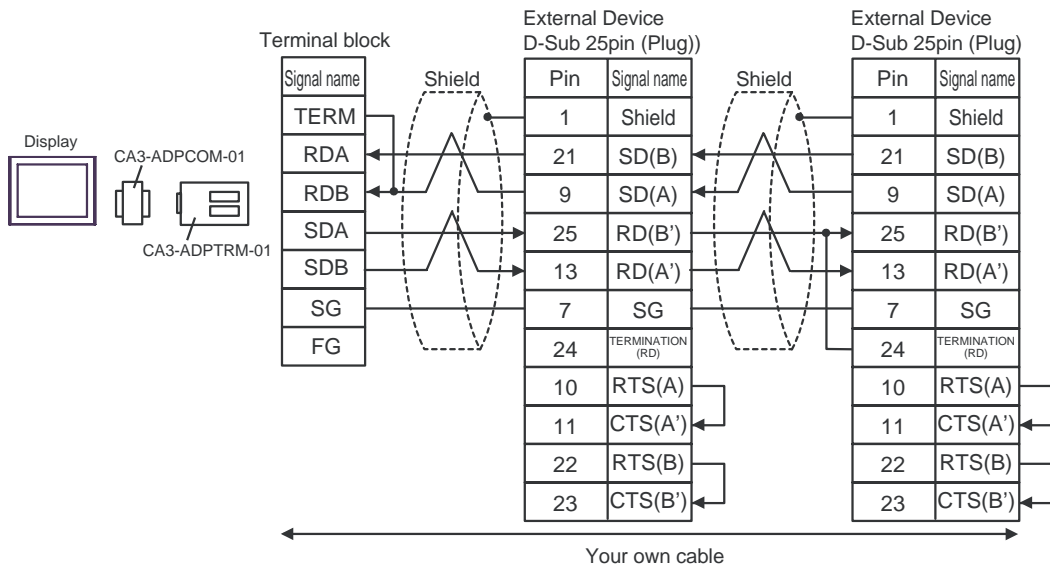 External Device
D-Sub 25pin (Plug))
External Device
D-Sub 25pin (Plug)
Terminal block
Signal name
Shield
Pin Signal name
Shield
Pin Signal name
TERM
1 Shield
1 Shield
Display
CA3-ADPCOM-01
CA3-ADPTRM-01
RDA
21 SD(B)
21 SD(B)
RDB
9 SD(A)
9 SD(A)
SDA
25 RD(B')
25 RD(B')
SDB
13 RD(A')
13 RD(A')
SG
7 SG
7 SG
FG
24 TERMINATION (RD)
24 TERMINATION (RD)
10 RTS(A)
10 RTS(A)
11 CTS(A')
11 CTS(A')
22 RTS(B)
22 RTS(B)
23 CTS(B')
23 CTS(B')
Your own cable